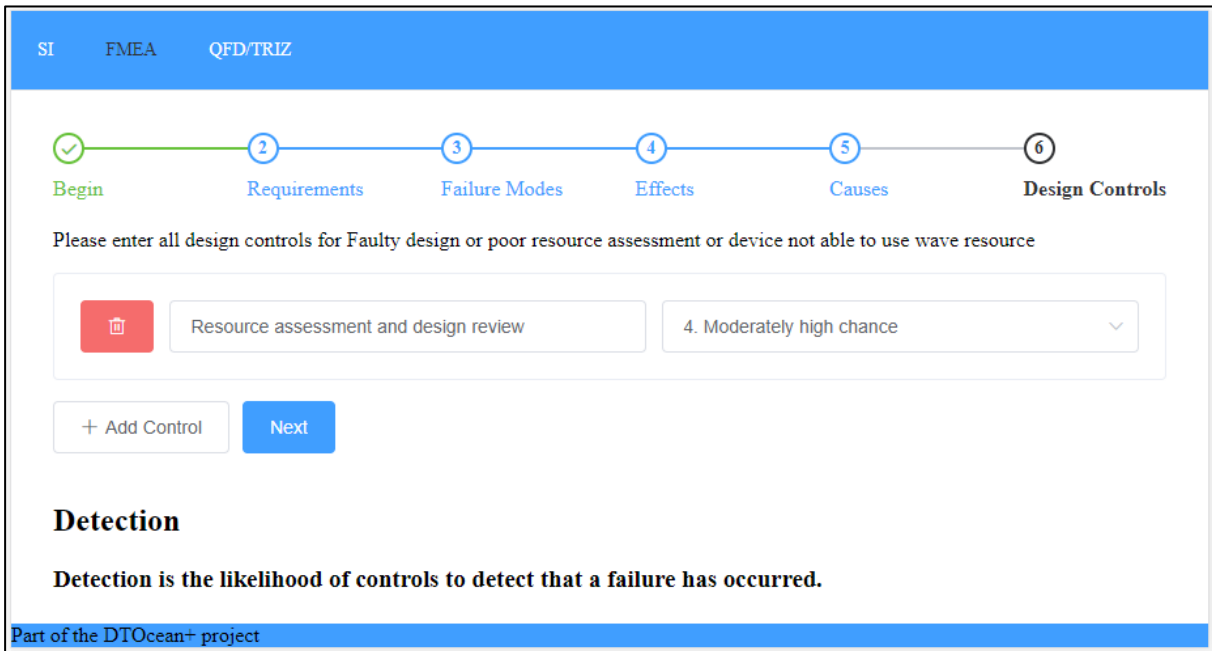 SI FMEA QFD/TRIZ
2 3 4 5 6
Begin Requirements Failure Modes Effects Causes Design Controls
Please enter all design controls for Faulty design or poor resource assessment or device not able to use wave resource
Resource assessment and design review 4. Moderately high chance
+ Add Control Next
Detection
Detection is the likelihood of controls to detect that a failure has occurred.
Part of the DTOcean+ project